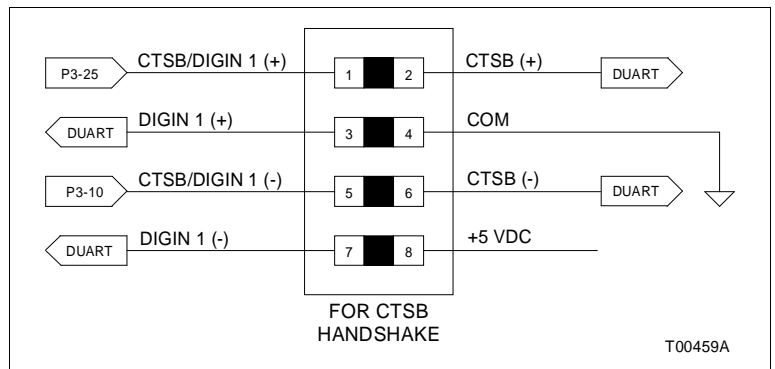 P3-25 CTSB/DIGIN 1 (+) 1 2 CTSB (+) DUART
DUART DIGIN 1 (+) 3 4 COM
P3-10 CTSB/DIGIN 1 (-) 5 6 CTSB (-) DUART
DUART DIGIN 1 (-) 7 8 +5 VDC
FOR CTSB
HANDSHAKE
T00459A